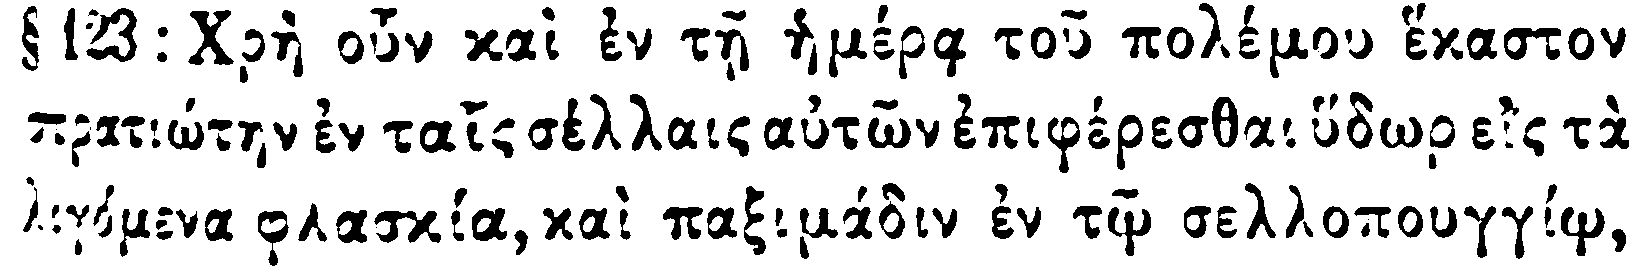 § 123 : Χρὴ οὖν καὶ ἐν τῇ ἡμέρᾳ τοῦ πολέμου ἕκαστον
στρατιώτην ἐν ταῖς σέλλαις αὐτῶν ἐπιφέρεσθαι ὕδωρ εἰς τὰ
λεγόμενα φλασκία, καὶ παξιμάδιν ἐν τῷ σελλοπουγγίῳ,